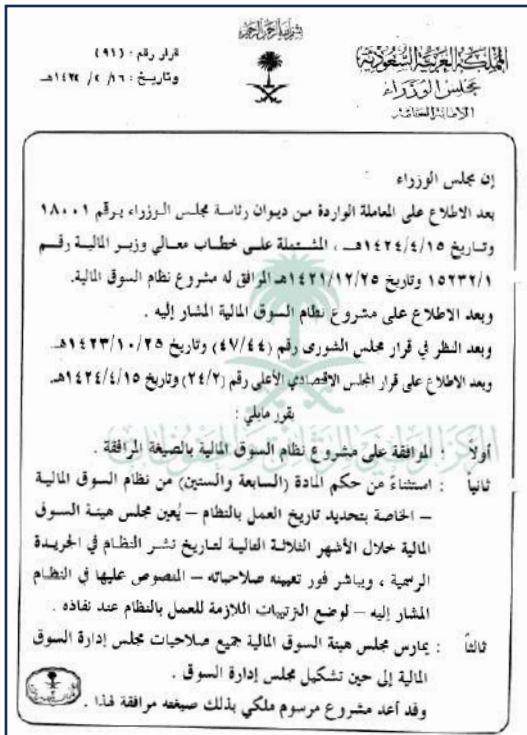 بسم الله الرحمن الرحيم
المملكة العربية السعودية
مجلس الوزراء
الأمانة العامة
قرار رقم : (٩١)
وتاريخ : ١٦/ ٢/ ١٤٢٤هـ
إن مجلس الوزراء
بعد الاطلاع على المعاملة الواردة من ديوان رئاسة مجلس الوزراء برقم ١٨٠٠١
وتاريخ ١٤٢٤/٤/١٥هـ ، المشتملة على خطاب معالي وزير المالية رقم
١٥٢٣٢/١ وتاريخ ١٤٢١/١٢/٢٥هـ المرافق له مشروع نظام السوق المالية.
وبعد الاطلاع على مشروع نظام السوق المالية المشار إليه .
وبعد النظر في قرار مجلس الشورى رقم (٤٧/٤٤) وتاريخ ١٤٢٣/١٠/٢٥هـ.
وبعد الاطلاع على قرار المجلس الاقتصادي الأعلى رقم (٢٤/٢) وتاريخ ١٤٢٤/٤/١٥هـ.
يقرر مايلي :
المركز الوطني للوثائق والمحفوظات
أولاً : الموافقة على مشروع نظام السوق المالية بالصيغة المرافقة .
ثانياً : استثناءً من حكم المادة (السابعة والستين) من نظام السوق المالية
– الخاصة بتحديد تاريخ العمل بالنظام – يُعين مجلس هيئة السوق
المالية خلال الأشهر الثلاثة التالية لتاريخ نشر النظام في الجريدة
الرسمية ، ويباشر فور تعيينه صلاحياته – المنصوص عليها في النظام
المشار إليه – لوضع الترتيبات اللازمة للعمل بالنظام عند نفاذه .
ثالثاً : يمارس مجلس هيئة السوق المالية جميع صلاحيات مجلس إدارة السوق
المالية إلى حين تشكيل مجلس إدارة السوق .
وقد أعد مشروع مرسوم ملكي بذلك صيغته مرافقة لهذا .